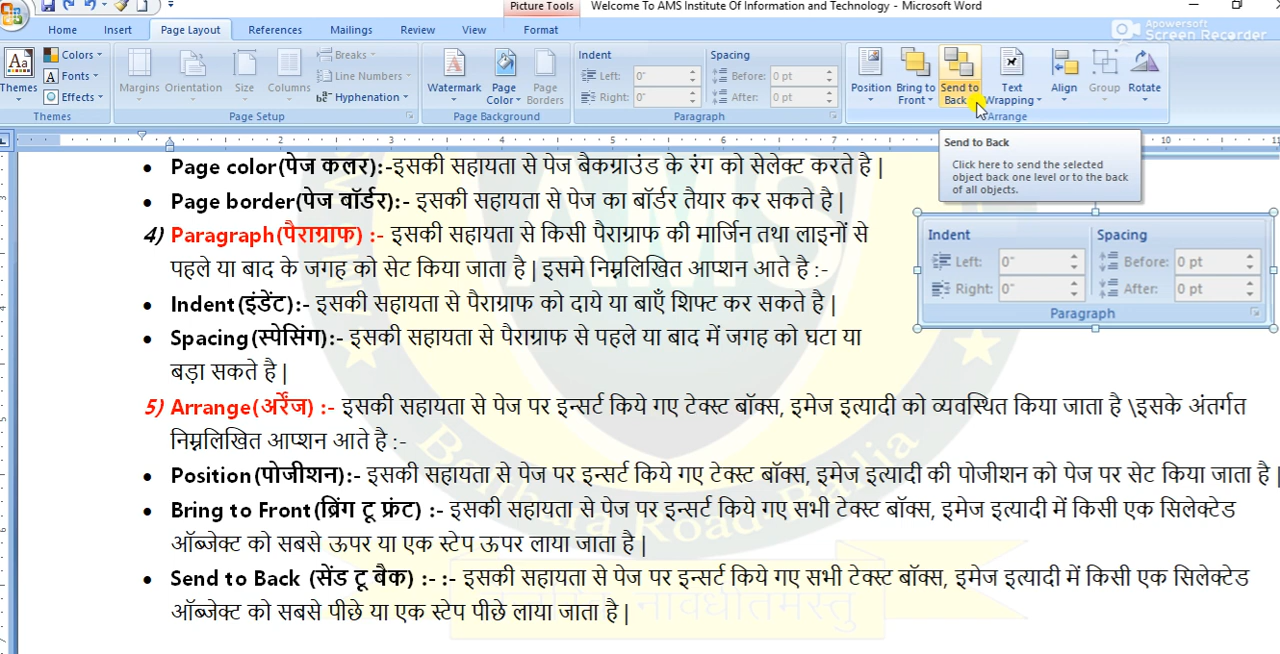 Picture Tools
Welcome To AMS Institute Of Information and Technology - Microsoft Word
Home Insert Page Layout References Mailings Review View Format
Apowersoft
Screen Recorder
Themes
Colors
Fonts
Effects
Themes
Margins Orientation Size Columns
Breaks
Line Numbers
Hyphenation
Page Setup
Watermark Page Color Page Borders
Page Background
Indent
Left: 0"
Right: 0"
Spacing
Before: 0 pt
After: 0 pt
Paragraph
Position Bring to Front Send to Back Text Wrapping Align Group Rotate
Arrange
Send to Back
Click here to send the selected
object back one level or to the back
of all objects.
• Page color(पेज कलर):-इसकी सहायता से पेज बैकग्राउंड के रंग को सेलेक्ट करते है |
• Page border(पेज वॉर्डर):- इसकी सहायता से पेज का बॉर्डर तैयार कर सकते है |
4) Paragraph(पैराग्राफ) :- इसकी सहायता से किसी पैराग्राफ की मार्जिन तथा लाइनों से
पहले या बाद के जगह को सेट किया जाता है | इसमे निम्नलिखित आप्शन आते है :-
• Indent(इंडेंट):- इसकी सहायता से पैराग्राफ को दाये या बाएँ शिफ्ट कर सकते है |
• Spacing(स्पेसिंग):- इसकी सहायता से पैराग्राफ से पहले या बाद में जगह को घटा या
बड़ा सकते है |
Indent
Left: 0"
Right: 0"
Spacing
Before: 0 pt
After: 0 pt
Paragraph
5) Arrange(अरेंज) :- इसकी सहायता से पेज पर इन्सर्ट किये गए टेक्स्ट बॉक्स, इमेज इत्यादी को व्यवस्थित किया जाता है \इसके अंतर्गत
निम्नलिखित आप्शन आते है :-
• Position(पोजीशन):- इसकी सहायता से पेज पर इन्सर्ट किये गए टेक्स्ट बॉक्स, इमेज इत्यादी की पोजीशन को पेज पर सेट किया जाता है |
• Bring to Front(ब्रिंग टू फ्रंट) :- इसकी सहायता से पेज पर इन्सर्ट किये गए सभी टेक्स्ट बॉक्स, इमेज इत्यादी में किसी एक सिलेक्टेड
ऑब्जेक्ट को सबसे ऊपर या एक स्टेप ऊपर लाया जाता है |
• Send to Back (सेंड टू बैक) :- :- इसकी सहायता से पेज पर इन्सर्ट किये गए सभी टेक्स्ट बॉक्स, इमेज इत्यादी में किसी एक सिलेक्टेड
ऑब्जेक्ट को सबसे पीछे या एक स्टेप पीछे लाया जाता है |
AMS